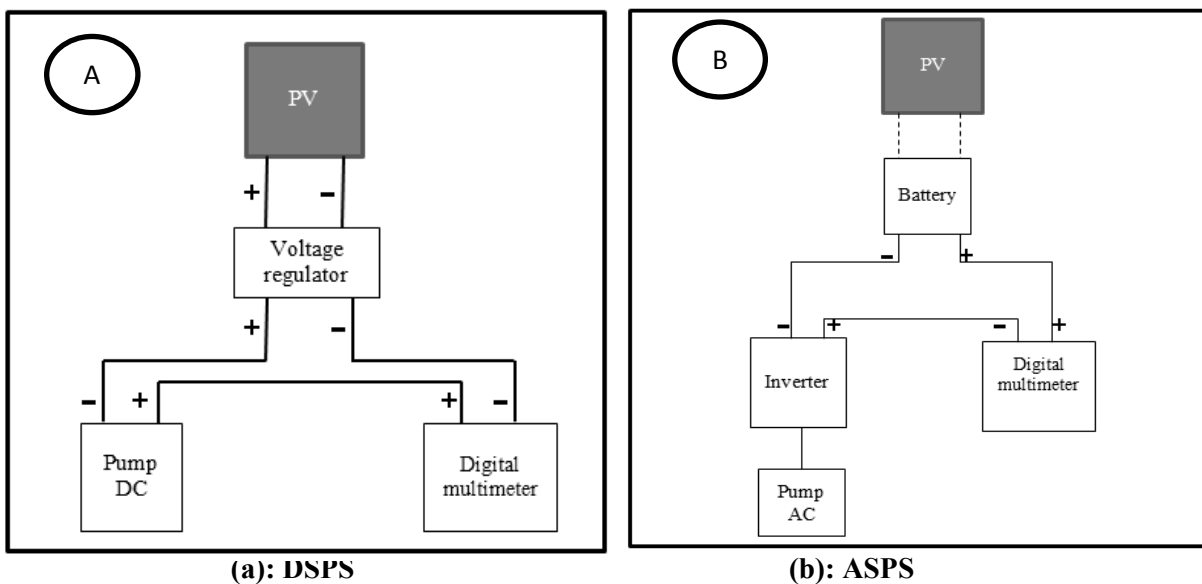 A
PV
+
-
Voltage
regulator
+
-
-
+
+
-
Pump
DC
Digital
multimeter
(a): DSPS
B
PV
Battery
-
+
-
+
-
+
Inverter
Digital
multimeter
Pump
AC
(b): ASPS